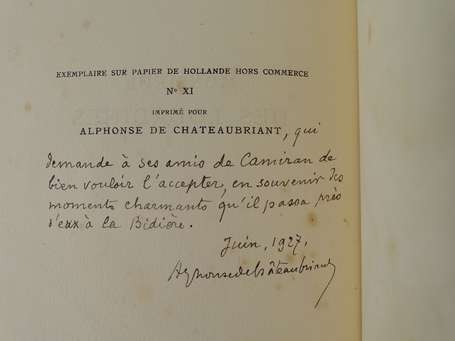 EXEMPLAIRE SUR PAPIER DE HOLLANDE HORS COMMERCE
No XI
IMPRIMÉ POUR
ALPHONSE DE CHATEAUBRIANT, qui
demande à ses amis de Camiran de
bien vouloir l'accepter, en souvenir des
moments charmants qu'il passa près
d'eux à la Bidière.
Juin, 1927,
Alphonse de Châteaubriant